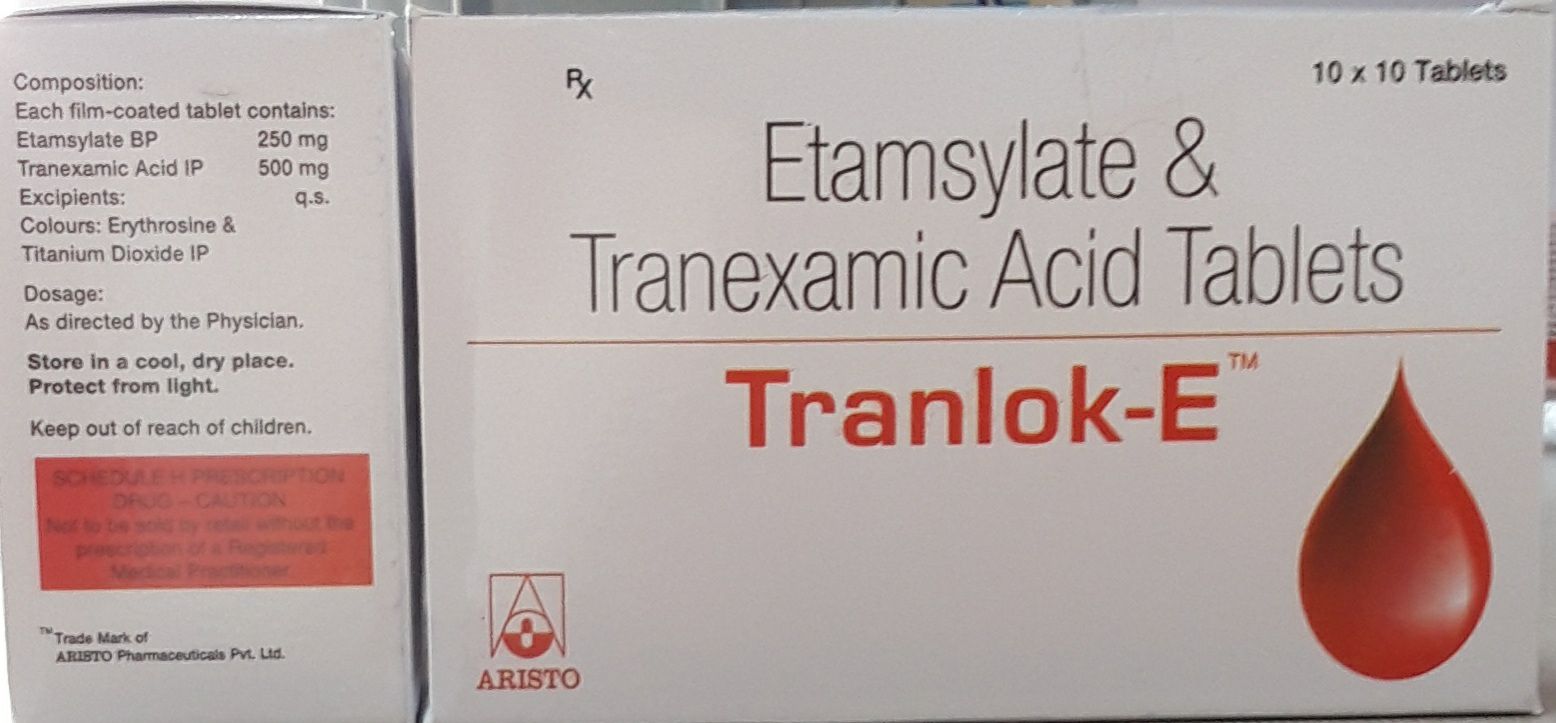 Composition:
Each film-coated tablet contains:
Etamsylate BP 250 mg
Tranexamic Acid IP 500 mg
Excipients: q.s.
Colours: Erythrosine &
Titanium Dioxide IP
Dosage:
As directed by the Physician.
Store in a cool, dry place.
Protect from light.
Keep out of reach of children.
SCHEDULE H PRESCRIPTION
DRUG – CAUTION
Not to be sold by retail without the
prescription of a Registered
Medical Practitioner
™Trade Mark of
ARISTO Pharmaceuticals Pvt. Ltd.
Rx
10 x 10 Tablets
Etamsylate &
Tranexamic Acid Tablets
Tranlok-E™
ARISTO